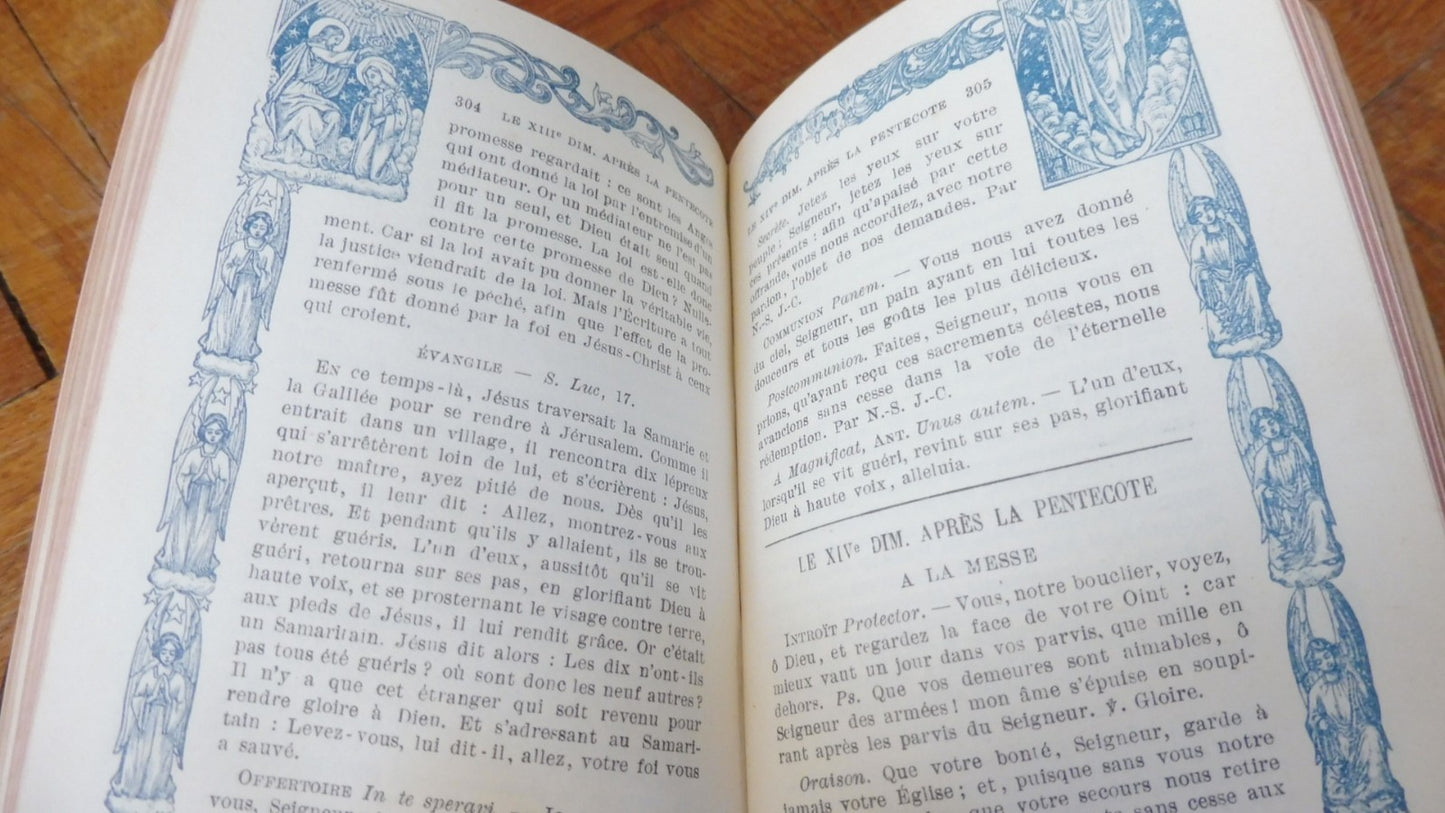 304 LE XIIIe DIM. APRÈS LA PENTECOTE
promesse regardait : ce sont les Anges
qui ont donné la loi par l'entremise d'un
médiateur. Or un médiateur ne l'est pas
pour un seul, et Dieu était seul quand
il fit la promesse. La loi est-elle donc
contre cette promesse de Dieu? Nulle-
ment. Car si la loi avait pu donner la véritable vie,
la justice viendrait de la loi. Mais l'Écriture a tout
renfermé sous le péché, afin que l'effet de la pro-
messe fût donné par la foi en Jésus-Christ à ceux
qui croient.
ÉVANGILE — S. Luc, 17.
EN ce temps-là, Jésus traversait la Samarie et
la Galilée pour se rendre à Jérusalem. Comme il
entrait dans un village, il rencontra dix lépreux
qui s'arrêtèrent loin de lui, et s'écrièrent : Jésus,
notre maître, ayez pitié de nous. Dès qu'il les
aperçut, il leur dit : Allez, montrez-vous aux
prêtres. Et pendant qu'ils y allaient, ils se trou-
vèrent guéris. L'un d'eux, aussitôt qu'il se vit
guéri, retourna sur ses pas, en glorifiant Dieu à
haute voix, et se prosternant le visage contre terre,
aux pieds de Jésus, il lui rendit grâce. Or c'était
un Samaritain. Jésus dit alors : Les dix n'ont-ils
pas tous été guéris? où sont donc les neuf autres?
Il n'y a que cet étranger qui soit revenu pour
rendre gloire à Dieu. Et s'adressant au Samari-
tain : Levez-vous, lui dit-il, allez, votre foi vous
a sauvé.
OFFERTOIRE In te speravi
vous, Seigneur
LE XIVe DIM. APRÈS LA PENTECOTE 305
Secrète. Jetez les yeux sur votre
peuple; Seigneur, jetez les yeux sur
ces présents : afin qu'apaisé par cette
offrande, vous nous accordiez, avec notre
pardon, l'objet de nos demandes. Par
N.-S. J.-C.
COMMUNION Panem. — Vous nous avez donné
du ciel, Seigneur, un pain ayant en lui toutes les
douceurs et tous les goûts les plus délicieux.
Postcommunion. Faites, Seigneur, nous vous en
prions, qu'ayant reçu ces sacrements célestes, nous
avancions sans cesse dans la voie de l'éternelle
rédemption. Par N.-S. J.-C.
A Magnificat, ANT. Unus autem. — L'un d'eux,
lorsqu'il se vit guéri, revint sur ses pas, glorifiant
Dieu à haute voix, alleluia.
LE XIVe DIM. APRÈS LA PENTECOTE
A LA MESSE
INTROÏT Protector. — Vous, notre bouclier, voyez,
ô Dieu, et regardez la face de votre Oint : car
mieux vaut un jour dans vos parvis, que mille en
dehors. Ps. Que vos demeures sont aimables, ô
Seigneur des armées! mon âme s'épuise en soupi-
rant après les parvis du Seigneur. ℣. Gloire.
Oraison. Que votre bonté, Seigneur, garde à
jamais votre Église; et, puisque sans vous notre
que votre secours nous retire
sans cesse aux